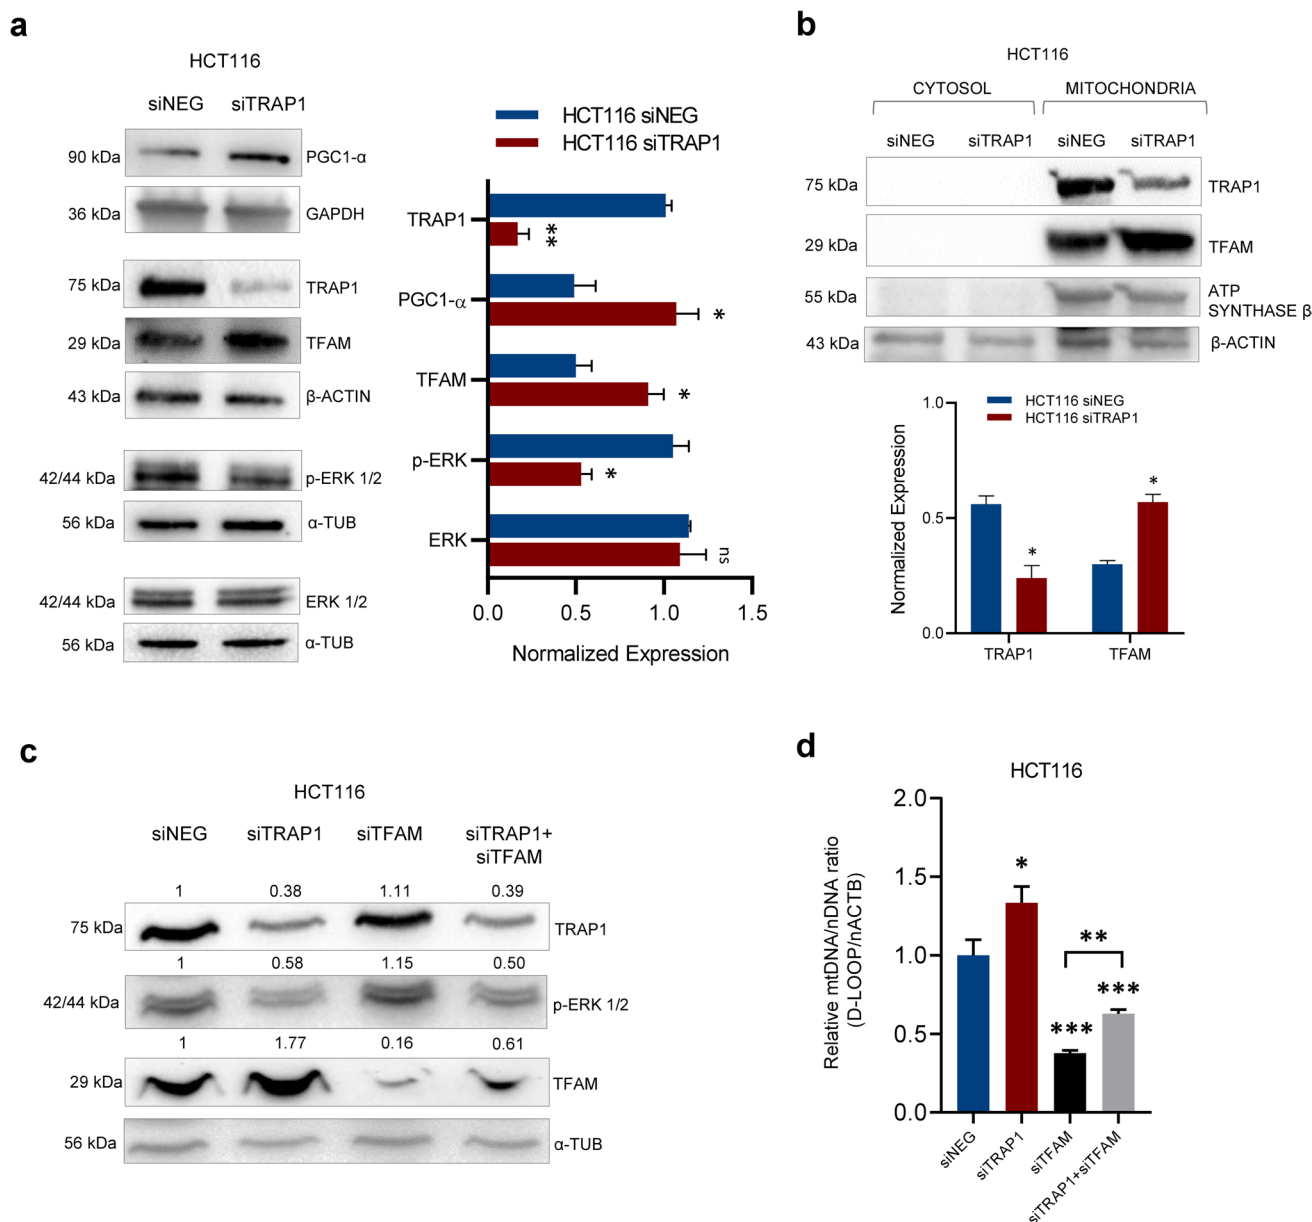 a
HCT116
siNEG siTRAP1
90 kDa PGC1-α
36 kDa GAPDH
75 kDa TRAP1
29 kDa TFAM
43 kDa β-ACTIN
42/44 kDa p-ERK 1/2
56 kDa α-TUB
42/44 kDa ERK 1/2
56 kDa α-TUB
HCT116 siNEG
HCT116 siTRAP1
TRAP1
**
PGC1-α
*
TFAM
*
p-ERK
*
ERK
ns
0.0 0.5 1.0 1.5
Normalized Expression
b
HCT116
CYTOSOL MITOCHONDRIA
siNEG siTRAP1 siNEG siTRAP1
75 kDa TRAP1
29 kDa TFAM
55 kDa ATP
SYNTHASE β
43 kDa β-ACTIN
HCT116 siNEG
HCT116 siTRAP1
Normalized Expression
1.0
0.5
0.0
*
*
TRAP1 TFAM
c
HCT116
siNEG siTRAP1 siTFAM siTRAP1+
siTFAM
1 0.38 1.11 0.39
75 kDa TRAP1
1 0.58 1.15 0.50
42/44 kDa p-ERK 1/2
1 1.77 0.16 0.61
29 kDa TFAM
56 kDa α-TUB
d
HCT116
Relative mtDNA/nDNA ratio
(D-LOOP/nACTB)
2.0
1.5
1.0
0.5
0.0
*
**
***
***
siNEG
siTRAP1
siTFAM
siTRAP1+siTFAM